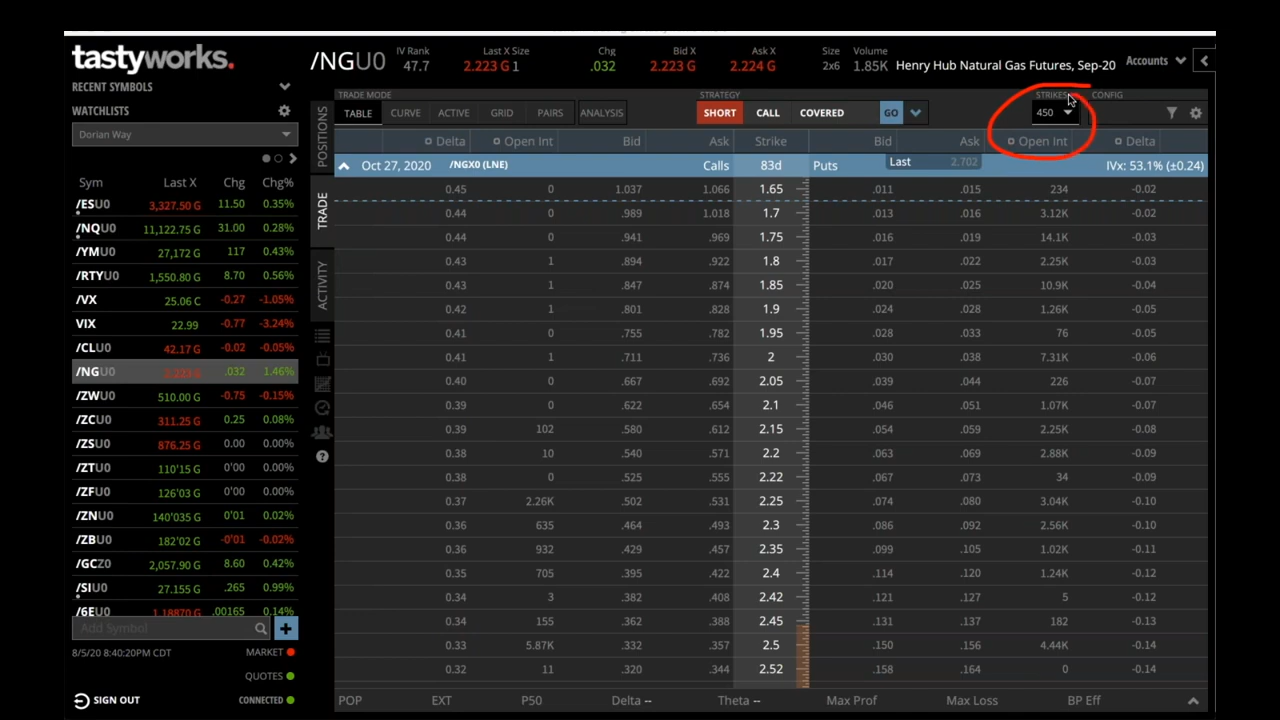 tastyworks.
/NGU0
IV Rank
47.7
Last X Size
2.223 G 1
Chg
.032
Bid X
2.223 G
Ask X
2.224 G
Size
2x6
Volume
1.85K
Henry Hub Natural Gas Futures, Sep-20
Accounts
RECENT SYMBOLS
WATCHLISTS
Dorian Way
Sym Last X Chg Chg%
/ESU0 3,327.50 G 11.50 0.35%
/NQU0 11,122.75 G 31.00 0.28%
/YMU0 27,172 G 117 0.43%
/RTYU0 1,550.80 G 8.70 0.56%
/VX 25.06 C -0.27 -1.05%
VIX 22.99 -0.77 -3.24%
/CLU0 42.17 G -0.02 -0.05%
/NGU0 2.223 G .032 1.46%
/ZWU0 510.00 G -0.75 -0.15%
/ZCU0 311.25 G 0.25 0.08%
/ZSU0 876.25 G 0.00 0.00%
/ZTU0 110'15 G 0'00 0.00%
/ZFU0 126'03 G 0'00 0.00%
/ZNU0 140'035 G 0'01 0.02%
/ZBU0 182'02 G -0'01 -0.02%
/GCZ0 2,057.90 G 8.60 0.42%
/SIU0 27.155 G .265 0.99%
/6EU0 1.18870 G .00165 0.14%
Add Symbol
8/5/20 8:40:20PM CDT MARKET
QUOTES
SIGN OUT CONNECTED
POSITIONS
TRADE
ACTIVITY
TRADE MODE STRATEGY STRIKES CONFIG
TABLE CURVE ACTIVE GRID PAIRS ANALYSIS SHORT CALL COVERED GO 450
Delta Open Int Bid Ask Strike Bid Ask Open Int Delta
Last 2.702
Oct 27, 2020 /NGX0 (LNE) Calls 83d Puts IVx: 53.1% (±0.24)
0.45 0 1.037 1.066 1.65 .011 .015 234 -0.02
0.44 0 .989 1.018 1.7 .013 .016 3.12K -0.02
0.44 0 .941 .969 1.75 .016 .019 14.1K -0.03
0.43 1 .894 .922 1.8 .017 .022 2.25K -0.03
0.43 1 .847 .874 1.85 .020 .025 10.9K -0.04
0.42 1 .801 .828 1.9 .024 .028 1.26K -0.05
0.41 0 .755 .782 1.95 .028 .033 76 -0.05
0.41 1 .711 .736 2 .030 .038 7.31K -0.06
0.40 0 .667 .692 2.05 .039 .044 226 -0.07
0.39 0 .622 .654 2.1 .046 .051 1.07K -0.07
0.39 102 .580 .612 2.15 .054 .059 2.25K -0.08
0.38 10 .540 .571 2.2 .063 .069 2.88K -0.09
0.38 0 .525 .555 2.22 .067 .073 34 -0.09
0.37 2.26K .502 .531 2.25 .074 .080 3.04K -0.10
0.36 635 .464 .493 2.3 .086 .092 2.56K -0.10
0.36 932 .429 .457 2.35 .099 .105 1.02K -0.11
0.35 705 .395 .422 2.4 .114 .120 1.24K -0.12
0.34 3 .382 .408 2.42 .121 .127 5 -0.12
0.34 155 .362 .388 2.45 .131 .137 182 -0.13
0.33 5.87K .332 .357 2.5 .150 .156 4.44K -0.14
0.32 11 .320 .344 2.52 .158 .164 0 -0.14
POP EXT P50 Delta -- Theta -- Max Prof Max Loss BP Eff